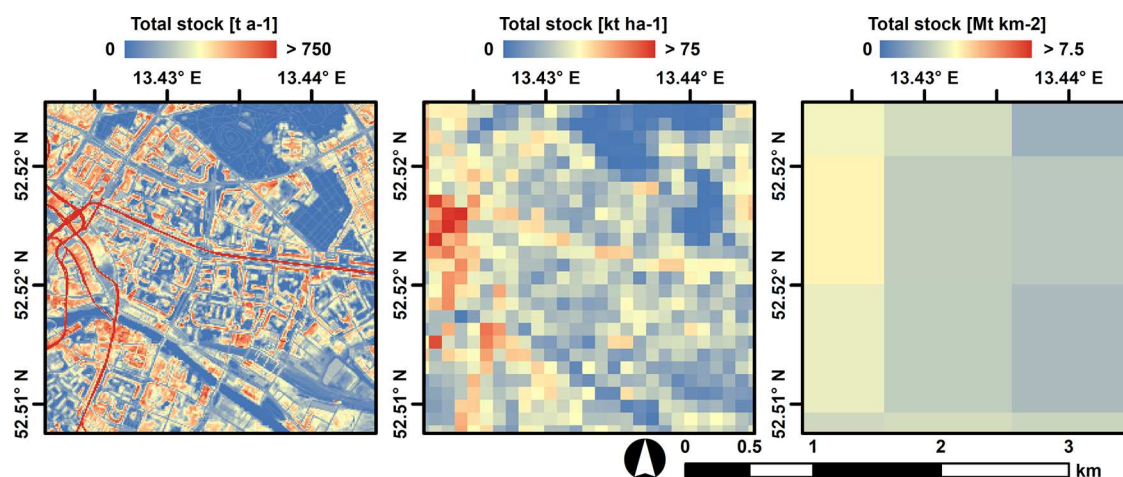 Total stock [t a-1]
0 > 750
13.43° E 13.44° E
52.52° N
52.52° N
52.51° N
Total stock [kt ha-1]
0 > 75
13.43° E 13.44° E
52.52° N
52.52° N
52.51° N
Total stock [Mt km-2]
0 > 7.5
13.43° E 13.44° E
52.52° N
52.52° N
52.51° N
0 0.5 1 2 3
km